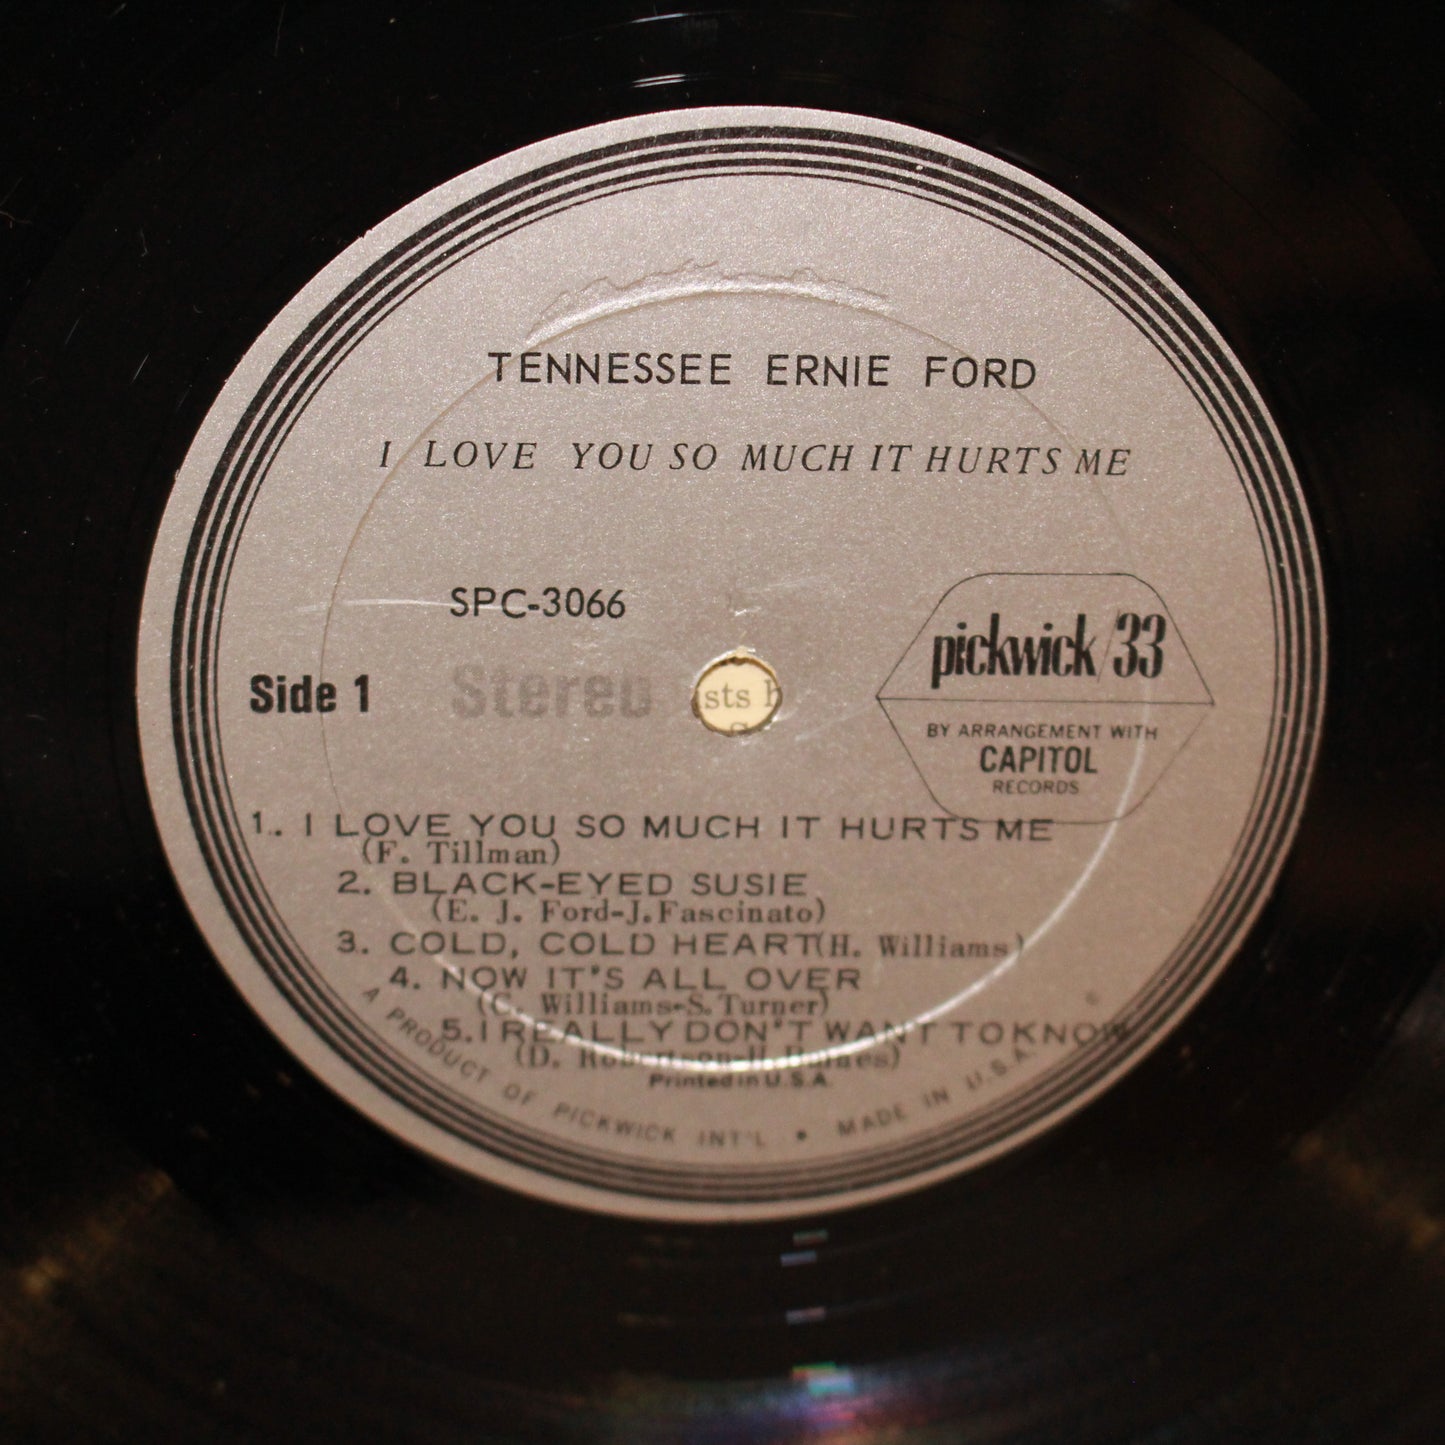 TENNESSEE ERNIE FORD
I LOVE YOU SO MUCH IT HURTS ME
SPC-3066
Side 1
Stereo
sts h
pickwick/33
BY ARRANGEMENT WITH
CAPITOL
RECORDS
1.. I LOVE YOU SO MUCH IT HURTS ME
(F. Tillman)
2. BLACK-EYED SUSIE
(E. J. Ford-J.Fascinato)
3. COLD, COLD HEART(H. Williams)
4. NOW IT'S ALL OVER
(C. Williams-S. Turner)
5. I REALLY DON'T WANT TO KNOW
(D. Robertson-H. Barnes)
Printed in U.S.A.
A PRODUCT OF PICKWICK INT'L • MADE IN U.S.A.